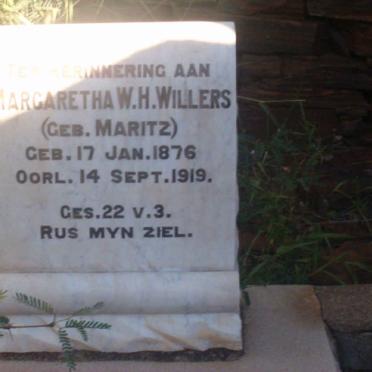 TER HERINNERING AAN
MARGARETHA W.H. WILLERS
(GEB. MARITZ)
GEB. 17 JAN. 1876
OORL. 14 SEPT. 1919.
GES. 22 V. 3.
RUS MYN ZIEL.